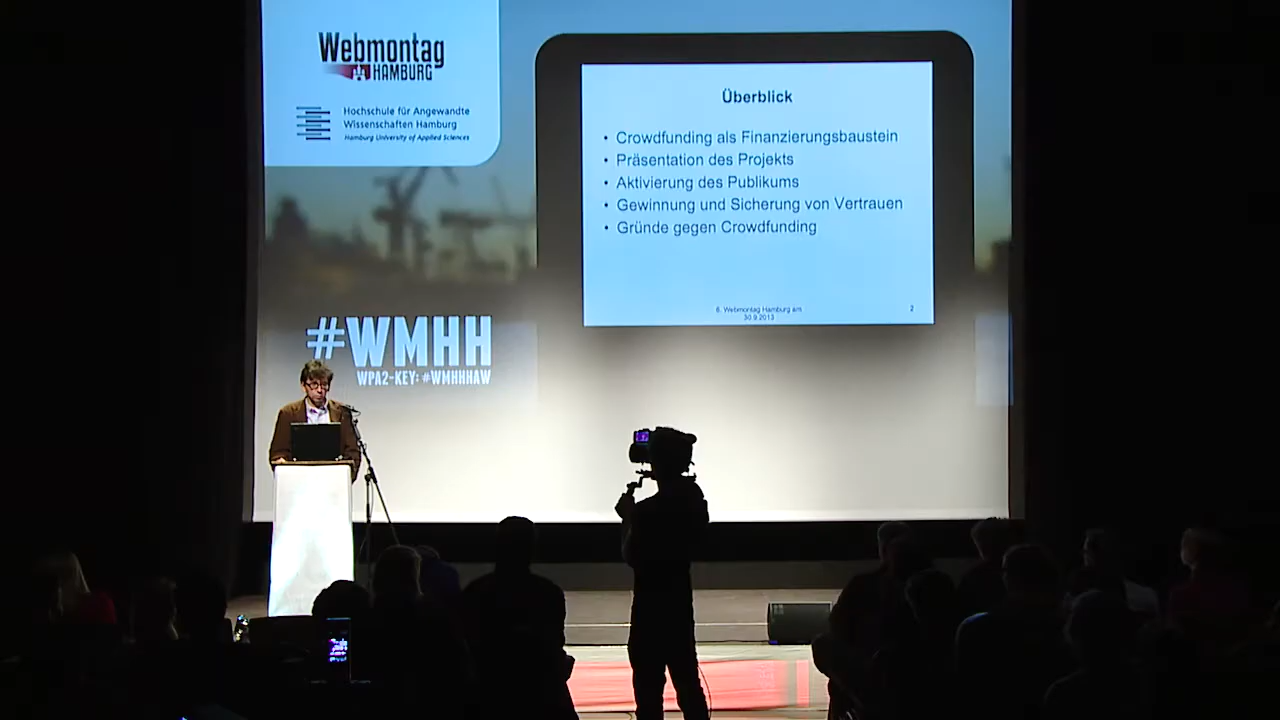 Webmontag
HAMBURG
Hochschule für Angewandte
Wissenschaften Hamburg
Hamburg University of Applied Sciences
Überblick
• Crowdfunding als Finanzierungsbaustein
• Präsentation des Projekts
• Aktivierung des Publikums
• Gewinnung und Sicherung von Vertrauen
• Gründe gegen Crowdfunding
6. Webmontag Hamburg am
30.9.2013
2
#WMHH
WPA2-KEY: #WMHHHAW